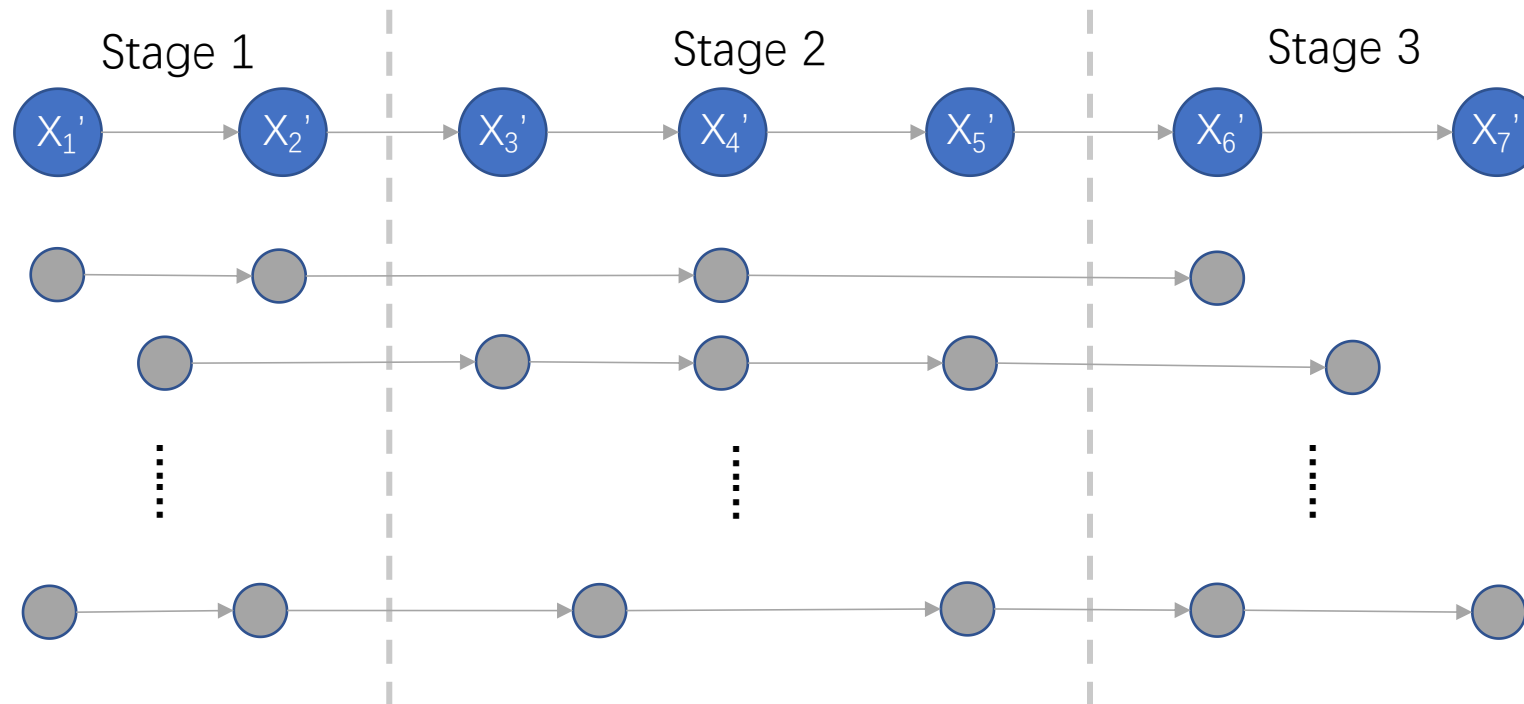 Stage 1 Stage 2 Stage 3
X₁' X₂' X₃' X₄' X₅' X₆' X₇'